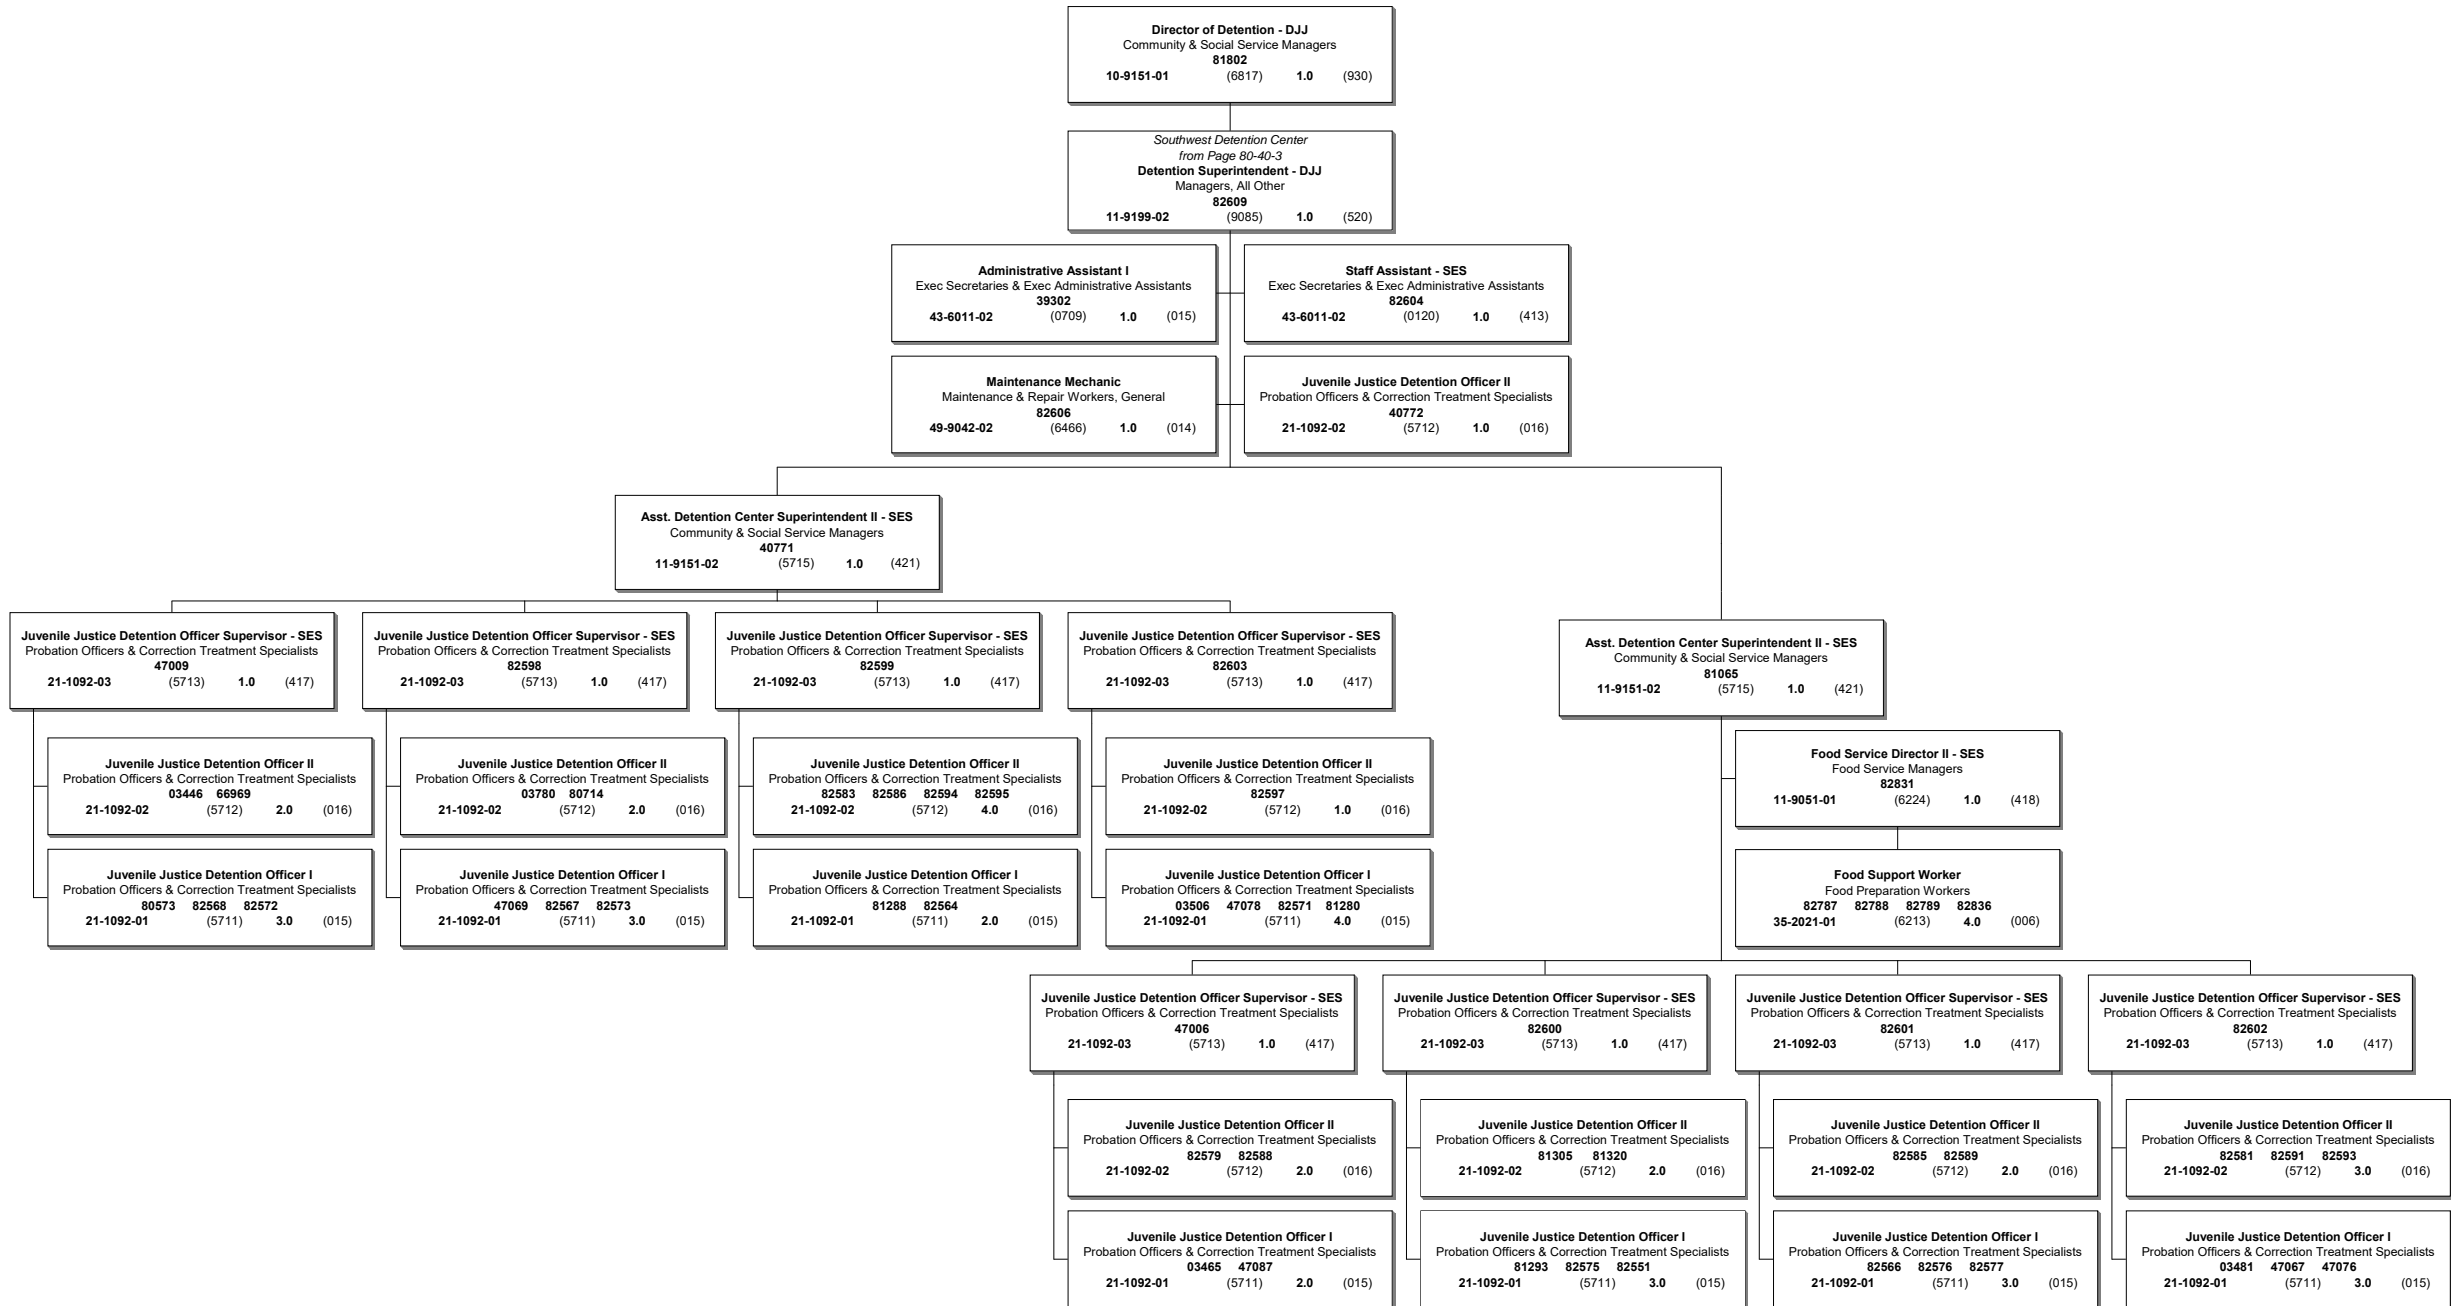 Director of Detention - DJJ
Community & Social Service Managers
81802
10-9151-01 (6817) 1.0 (930)
Southwest Detention Center
from Page 80-40-3
Detention Superintendent - DJJ
Managers, All Other
82609
11-9199-02 (9085) 1.0 (520)
Administrative Assistant I
Exec Secretaries & Exec Administrative Assistants
39302
43-6011-02 (0709) 1.0 (015)
Staff Assistant - SES
Exec Secretaries & Exec Administrative Assistants
82604
43-6011-02 (0120) 1.0 (413)
Maintenance Mechanic
Maintenance & Repair Workers, General
82606
49-9042-02 (6466) 1.0 (014)
Juvenile Justice Detention Officer II
Probation Officers & Correction Treatment Specialists
40772
21-1092-02 (5712) 1.0 (016)
Asst. Detention Center Superintendent II - SES
Community & Social Service Managers
40771
11-9151-02 (5715) 1.0 (421)
Juvenile Justice Detention Officer Supervisor - SES
Probation Officers & Correction Treatment Specialists
47009
21-1092-03 (5713) 1.0 (417)
Juvenile Justice Detention Officer Supervisor - SES
Probation Officers & Correction Treatment Specialists
82598
21-1092-03 (5713) 1.0 (417)
Juvenile Justice Detention Officer Supervisor - SES
Probation Officers & Correction Treatment Specialists
82599
21-1092-03 (5713) 1.0 (417)
Juvenile Justice Detention Officer Supervisor - SES
Probation Officers & Correction Treatment Specialists
82603
21-1092-03 (5713) 1.0 (417)
Asst. Detention Center Superintendent II - SES
Community & Social Service Managers
81065
11-9151-02 (5715) 1.0 (421)
Juvenile Justice Detention Officer II
Probation Officers & Correction Treatment Specialists
03446 66969
21-1092-02 (5712) 2.0 (016)
Juvenile Justice Detention Officer II
Probation Officers & Correction Treatment Specialists
03780 80714
21-1092-02 (5712) 2.0 (016)
Juvenile Justice Detention Officer II
Probation Officers & Correction Treatment Specialists
82583 82586 82594 82595
21-1092-02 (5712) 4.0 (016)
Juvenile Justice Detention Officer II
Probation Officers & Correction Treatment Specialists
82597
21-1092-02 (5712) 1.0 (016)
Food Service Director II - SES
Food Service Managers
82831
11-9051-01 (6224) 1.0 (418)
Juvenile Justice Detention Officer I
Probation Officers & Correction Treatment Specialists
80573 82568 82572
21-1092-01 (5711) 3.0 (015)
Juvenile Justice Detention Officer I
Probation Officers & Correction Treatment Specialists
47069 82567 82573
21-1092-01 (5711) 3.0 (015)
Juvenile Justice Detention Officer I
Probation Officers & Correction Treatment Specialists
81288 82564
21-1092-01 (5711) 2.0 (015)
Juvenile Justice Detention Officer I
Probation Officers & Correction Treatment Specialists
03506 47078 82571 81280
21-1092-01 (5711) 4.0 (015)
Food Support Worker
Food Preparation Workers
82787 82788 82789 82836
35-2021-01 (6213) 4.0 (006)
Juvenile Justice Detention Officer Supervisor - SES
Probation Officers & Correction Treatment Specialists
47006
21-1092-03 (5713) 1.0 (417)
Juvenile Justice Detention Officer Supervisor - SES
Probation Officers & Correction Treatment Specialists
82600
21-1092-03 (5713) 1.0 (417)
Juvenile Justice Detention Officer Supervisor - SES
Probation Officers & Correction Treatment Specialists
82601
21-1092-03 (5713) 1.0 (417)
Juvenile Justice Detention Officer Supervisor - SES
Probation Officers & Correction Treatment Specialists
82602
21-1092-03 (5713) 1.0 (417)
Juvenile Justice Detention Officer II
Probation Officers & Correction Treatment Specialists
82579 82588
21-1092-02 (5712) 2.0 (016)
Juvenile Justice Detention Officer II
Probation Officers & Correction Treatment Specialists
81305 81320
21-1092-02 (5712) 2.0 (016)
Juvenile Justice Detention Officer II
Probation Officers & Correction Treatment Specialists
82585 82589
21-1092-02 (5712) 2.0 (016)
Juvenile Justice Detention Officer II
Probation Officers & Correction Treatment Specialists
82581 82591 82593
21-1092-02 (5712) 3.0 (016)
Juvenile Justice Detention Officer I
Probation Officers & Correction Treatment Specialists
03465 47087
21-1092-01 (5711) 2.0 (015)
Juvenile Justice Detention Officer I
Probation Officers & Correction Treatment Specialists
81293 82575 82551
21-1092-01 (5711) 3.0 (015)
Juvenile Justice Detention Officer I
Probation Officers & Correction Treatment Specialists
82566 82576 82577
21-1092-01 (5711) 3.0 (015)
Juvenile Justice Detention Officer I
Probation Officers & Correction Treatment Specialists
03481 47067 47076
21-1092-01 (5711) 3.0 (015)